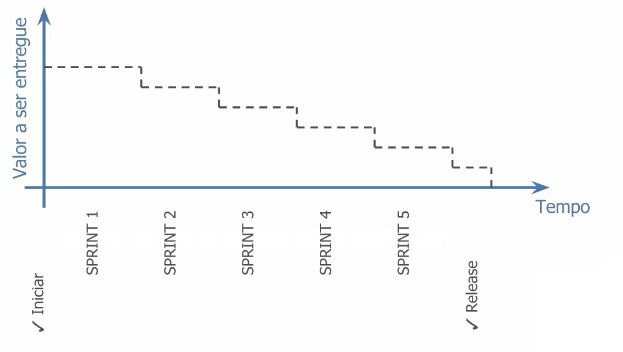 Valor a ser entregue
Tempo
✓ Iniciar
SPRINT 1
SPRINT 2
SPRINT 3
SPRINT 4
SPRINT 5
✓ Release